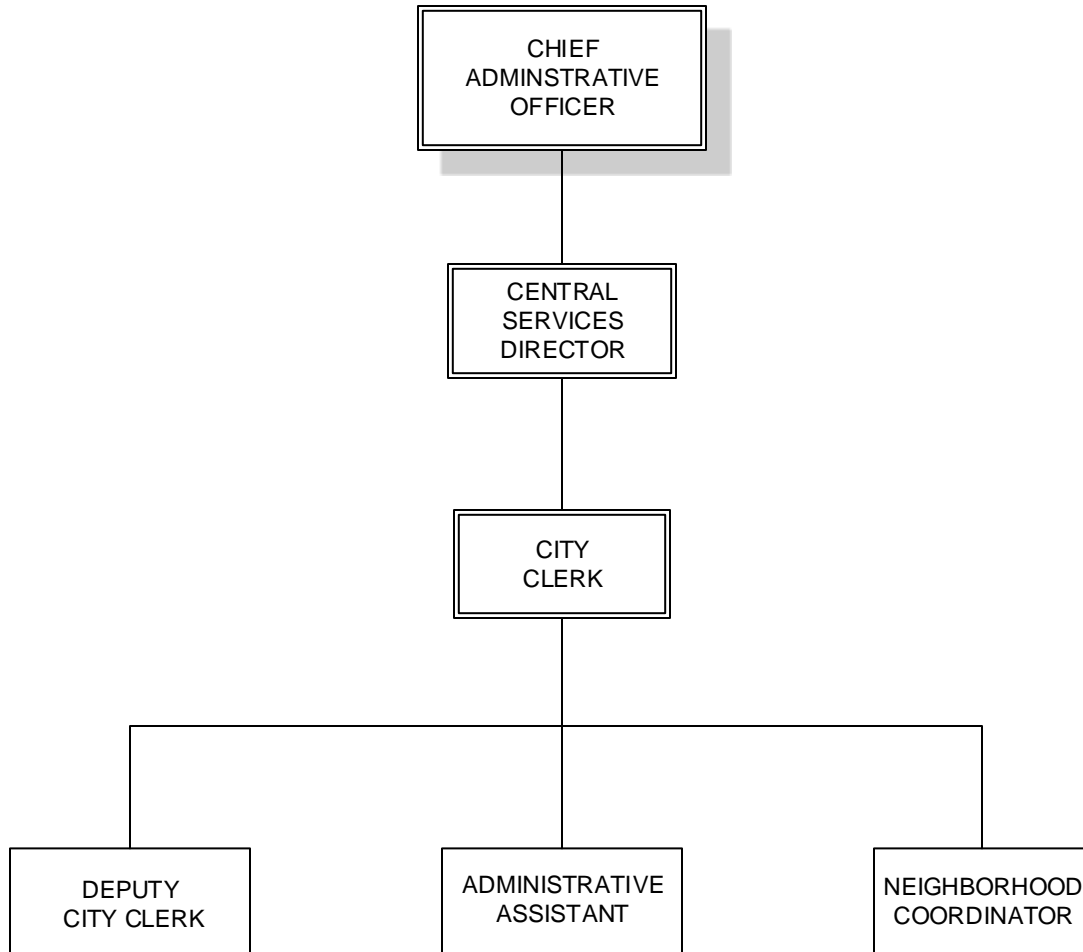 CHIEF
ADMINSTRATIVE
OFFICER
CENTRAL
SERVICES
DIRECTOR
CITY
CLERK
DEPUTY
CITY CLERK
ADMINISTRATIVE
ASSISTANT
NEIGHBORHOOD
COORDINATOR